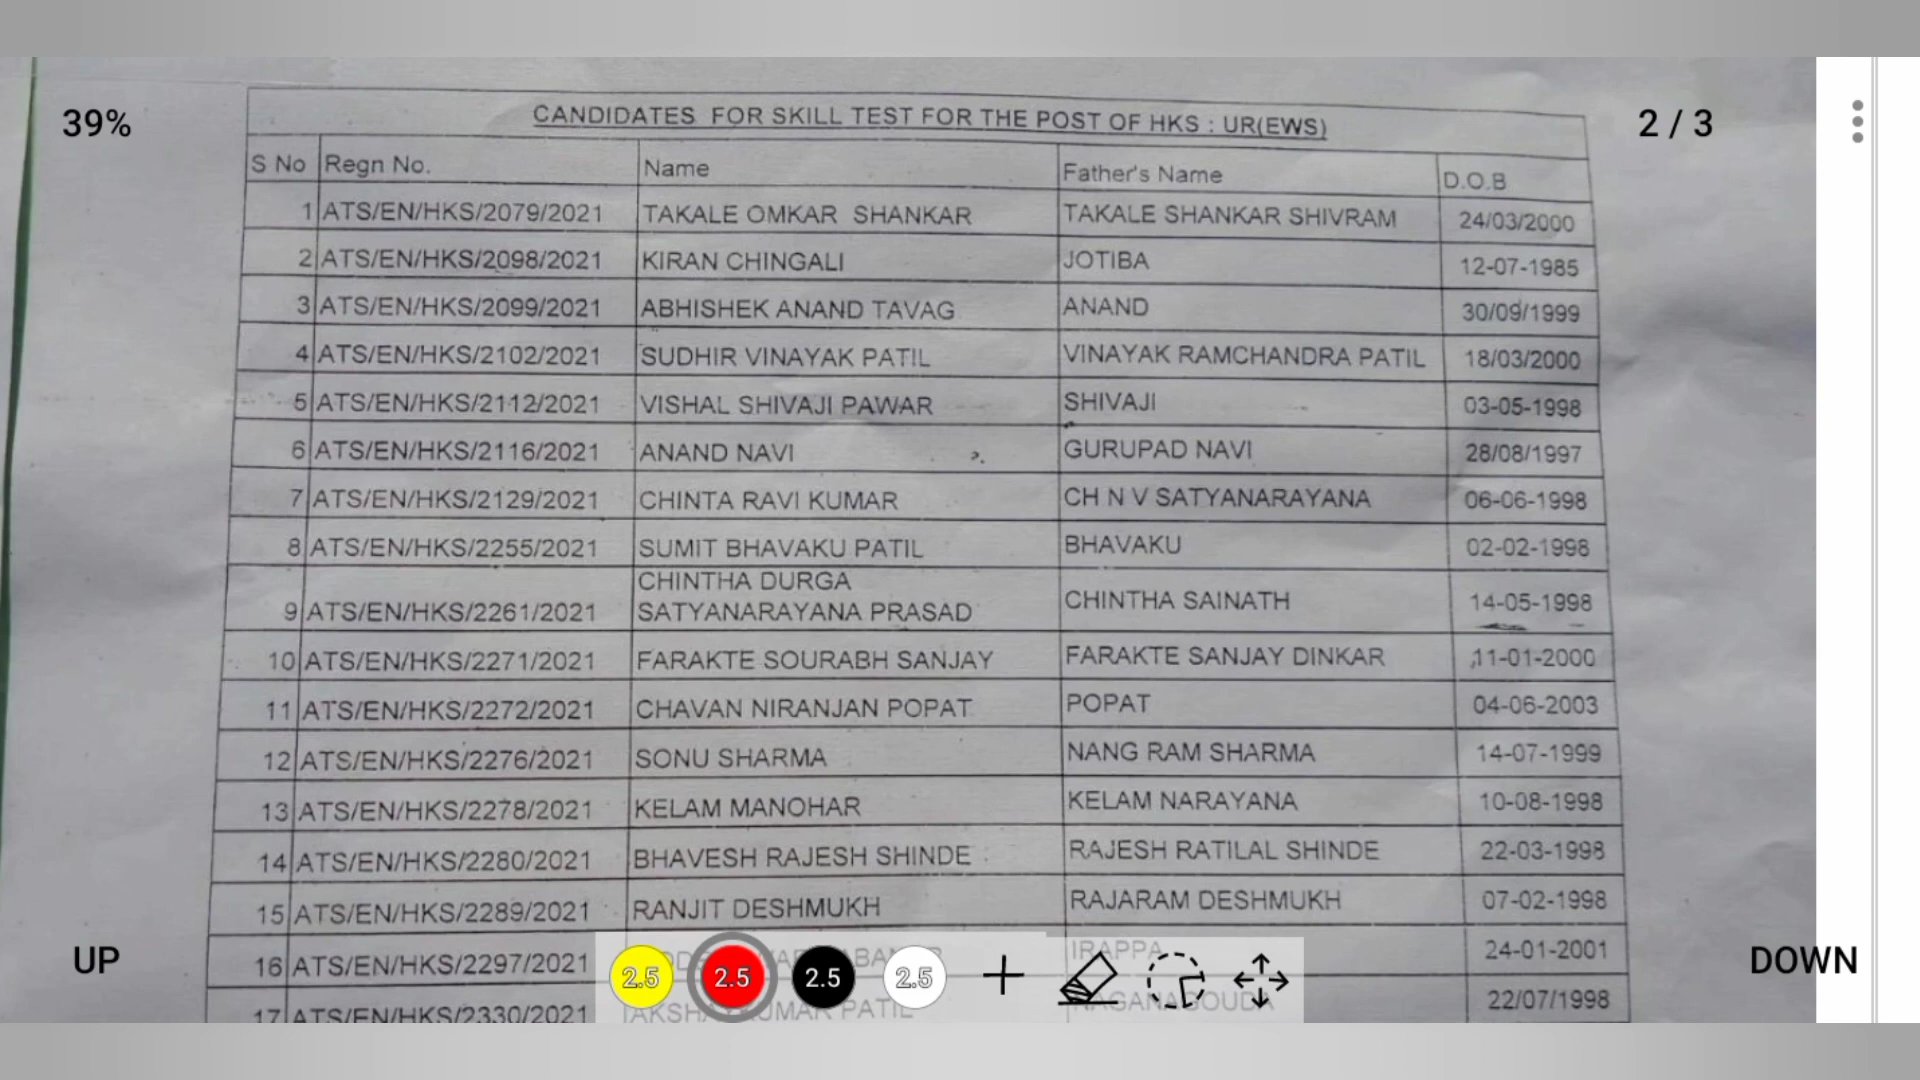 39%
2 / 3
CANDIDATES FOR SKILL TEST FOR THE POST OF HKS : UR(EWS)
S No Regn No. Name Father's Name D.O.B
1 ATS/EN/HKS/2079/2021 TAKALE OMKAR SHANKAR TAKALE SHANKAR SHIVRAM 24/03/2000
2 ATS/EN/HKS/2098/2021 KIRAN CHINGALI JOTIBA 12-07-1985
3 ATS/EN/HKS/2099/2021 ABHISHEK ANAND TAVAG ANAND 30/09/1999
4 ATS/EN/HKS/2102/2021 SUDHIR VINAYAK PATIL VINAYAK RAMCHANDRA PATIL 18/03/2000
5 ATS/EN/HKS/2112/2021 VISHAL SHIVAJI PAWAR SHIVAJI 03-05-1998
6 ATS/EN/HKS/2116/2021 ANAND NAVI GURUPAD NAVI 28/08/1997
7 ATS/EN/HKS/2129/2021 CHINTA RAVI KUMAR CH N V SATYANARAYANA 06-06-1998
8 ATS/EN/HKS/2255/2021 SUMIT BHAVAKU PATIL BHAVAKU 02-02-1998
CHINTHA DURGA
9 ATS/EN/HKS/2261/2021 SATYANARAYANA PRASAD CHINTHA SAINATH 14-05-1998
10 ATS/EN/HKS/2271/2021 FARAKTE SOURABH SANJAY FARAKTE SANJAY DINKAR 11-01-2000
11 ATS/EN/HKS/2272/2021 CHAVAN NIRANJAN POPAT POPAT 04-06-2003
12 ATS/EN/HKS/2276/2021 SONU SHARMA NANG RAM SHARMA 14-07-1999
13 ATS/EN/HKS/2278/2021 KELAM MANOHAR KELAM NARAYANA 10-08-1998
14 ATS/EN/HKS/2280/2021 BHAVESH RAJESH SHINDE RAJESH RATILAL SHINDE 22-03-1998
15 ATS/EN/HKS/2289/2021 RANJIT DESHMUKH RAJARAM DESHMUKH 07-02-1998
16 ATS/EN/HKS/2297/2021 IRAPPA 24-01-2001
17 ATS/EN/HKS/2330/2021 PATIL 22/07/1998
UP
2.5 2.5 2.5 2.5
DOWN